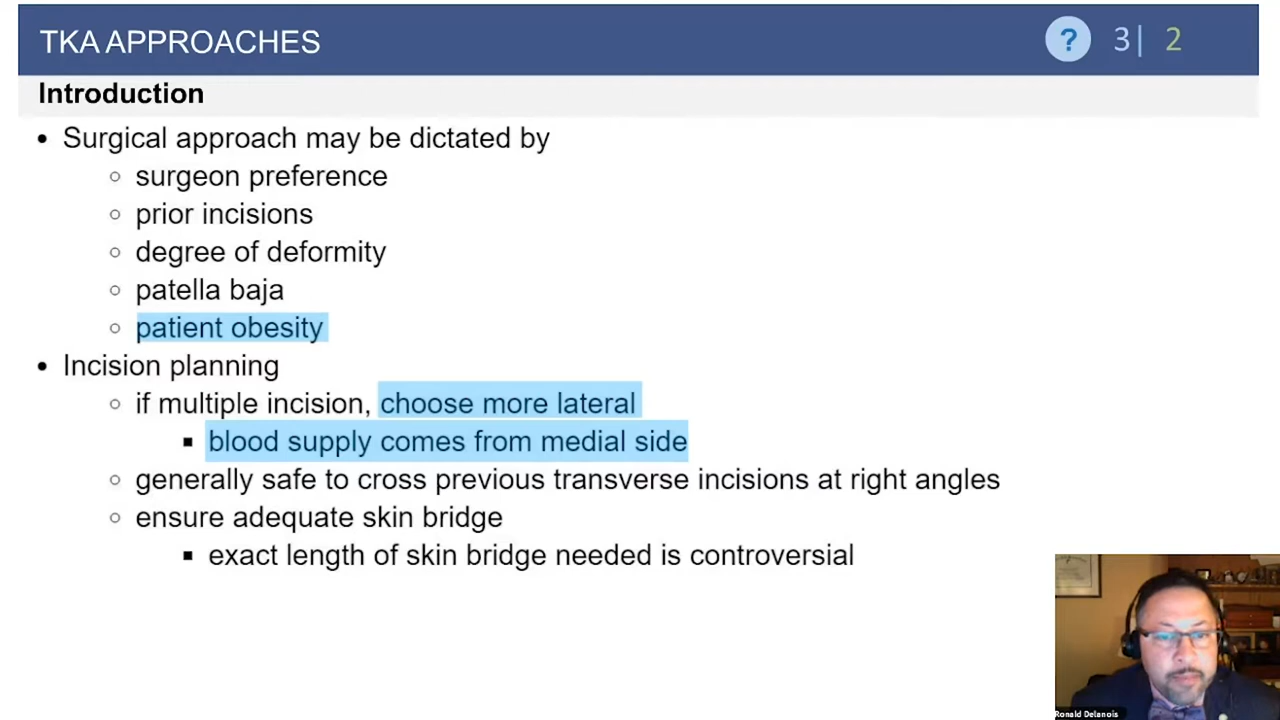 TKA APPROACHES
? 3| 2
Introduction
• Surgical approach may be dictated by
○ surgeon preference
○ prior incisions
○ degree of deformity
○ patella baja
○ patient obesity
• Incision planning
○ if multiple incision, choose more lateral
▪ blood supply comes from medial side
○ generally safe to cross previous transverse incisions at right angles
○ ensure adequate skin bridge
▪ exact length of skin bridge needed is controversial
Ronald Delanois